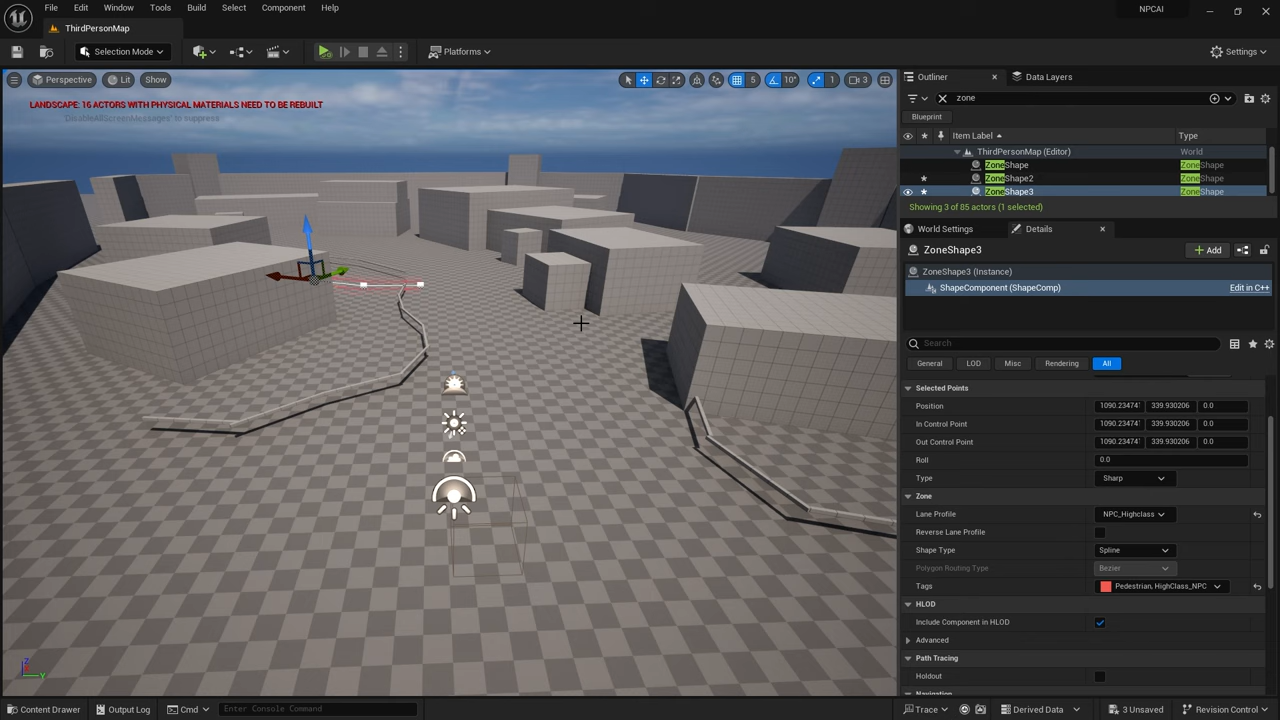 File Edit Window Tools Build Select Component Help
NPCAI
ThirdPersonMap
Selection Mode
Platforms
Settings
Perspective Lit Show
5 10° 1 3
LANDSCAPE: 16 ACTORS WITH PHYSICAL MATERIALS NEED TO BE REBUILT
'DisableAllScreenMessages' to suppress
Outliner
Data Layers
zone
Blueprint
Item Label Type
ThirdPersonMap (Editor) World
ZoneShape ZoneShape
ZoneShape2 ZoneShape
ZoneShape3 ZoneShape
Showing 3 of 85 actors (1 selected)
World Settings
Details
ZoneShape3
Add
ZoneShape3 (Instance)
ShapeComponent (ShapeComp) Edit in C++
Search
General LOD Misc Rendering All
Selected Points
Position 1090.23474 339.930206 0.0
In Control Point 1090.23474 339.930206 0.0
Out Control Point 1090.23474 339.930206 0.0
Roll 0.0
Type Sharp
Zone
Lane Profile NPC_Highclass
Reverse Lane Profile
Shape Type Spline
Polygon Routing Type Bezier
Tags Pedestrian, HighClass_NPC
HLOD
Include Component in HLOD
Advanced
Path Tracing
Holdout
Navigation
Z
Y
Content Drawer Output Log Cmd Enter Console Command
Trace Derived Data 3 Unsaved Revision Control